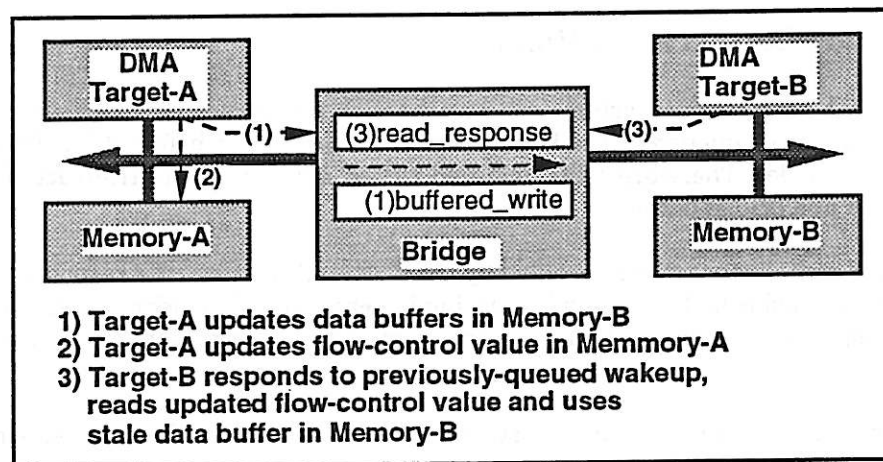 DMA
Target-A
DMA
Target-B
(1)
(3)read_response
(3)
(2)
(1)buffered_write
Memory-A
Bridge
Memory-B
1) Target-A updates data buffers in Memory-B
2) Target-A updates flow-control value in Memmory-A
3) Target-B responds to previously-queued wakeup,
reads updated flow-control value and uses
stale data buffer in Memory-B